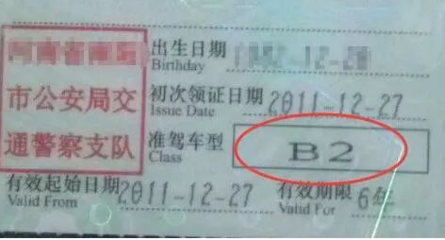 出生日期
Birthday
市公安局交
通警察支队
初次领证日期 2011-12-27
Issue Date
准驾车型 B2
Class
有效起始日期 2011-12-27 有效期限 6年
Valid From Valid For